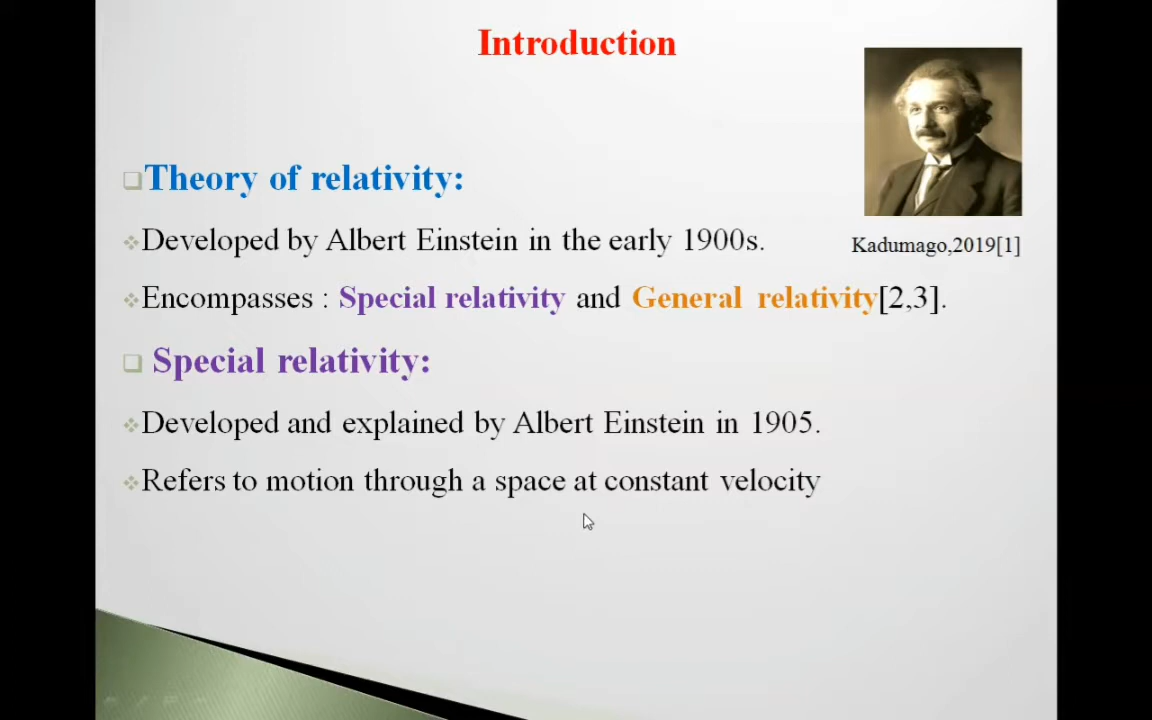 Introduction
Theory of relativity:
Developed by Albert Einstein in the early 1900s.
Kadumago,2019[1]
Encompasses : Special relativity and General relativity[2,3].
Special relativity:
Developed and explained by Albert Einstein in 1905.
Refers to motion through a space at constant velocity